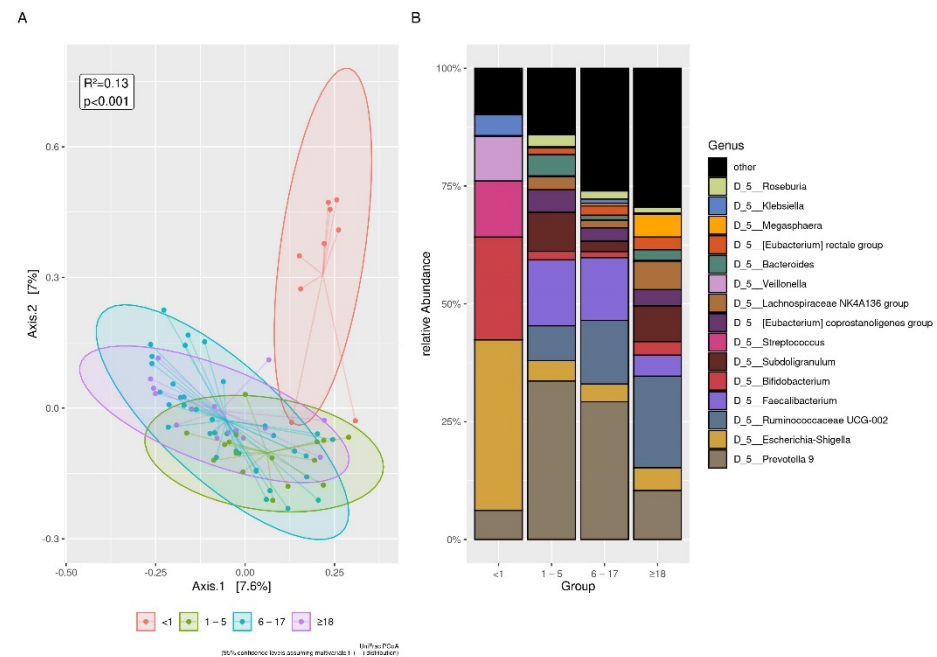 A
B
R²=0.13
p<0.001
0.6
0.3
0.0
-0.3
Axis.2 [7%]
-0.50
-0.25
0.00
0.25
Axis.1 [7.6%]
<1
1 – 5
6 – 17
≥18
UniFrac PCoA
100%
75%
50%
25%
0%
relative Abundance
<1
1 – 5
6 – 17
≥18
Group
Genus
other
D_5__Roseburia
D_5__Klebsiella
D_5__Megasphaera
D_5__[Eubacterium] rectale group
D_5__Bacteroides
D_5__Veillonella
D_5__Lachnospiraceae NK4A136 group
D_5__[Eubacterium] coprostanoligenes group
D_5__Streptococcus
D_5__Subdoligranulum
D_5__Bifidobacterium
D_5__Faecalibacterium
D_5__Ruminococcaceae UCG-002
D_5__Escherichia-Shigella
D_5__Prevotella 9